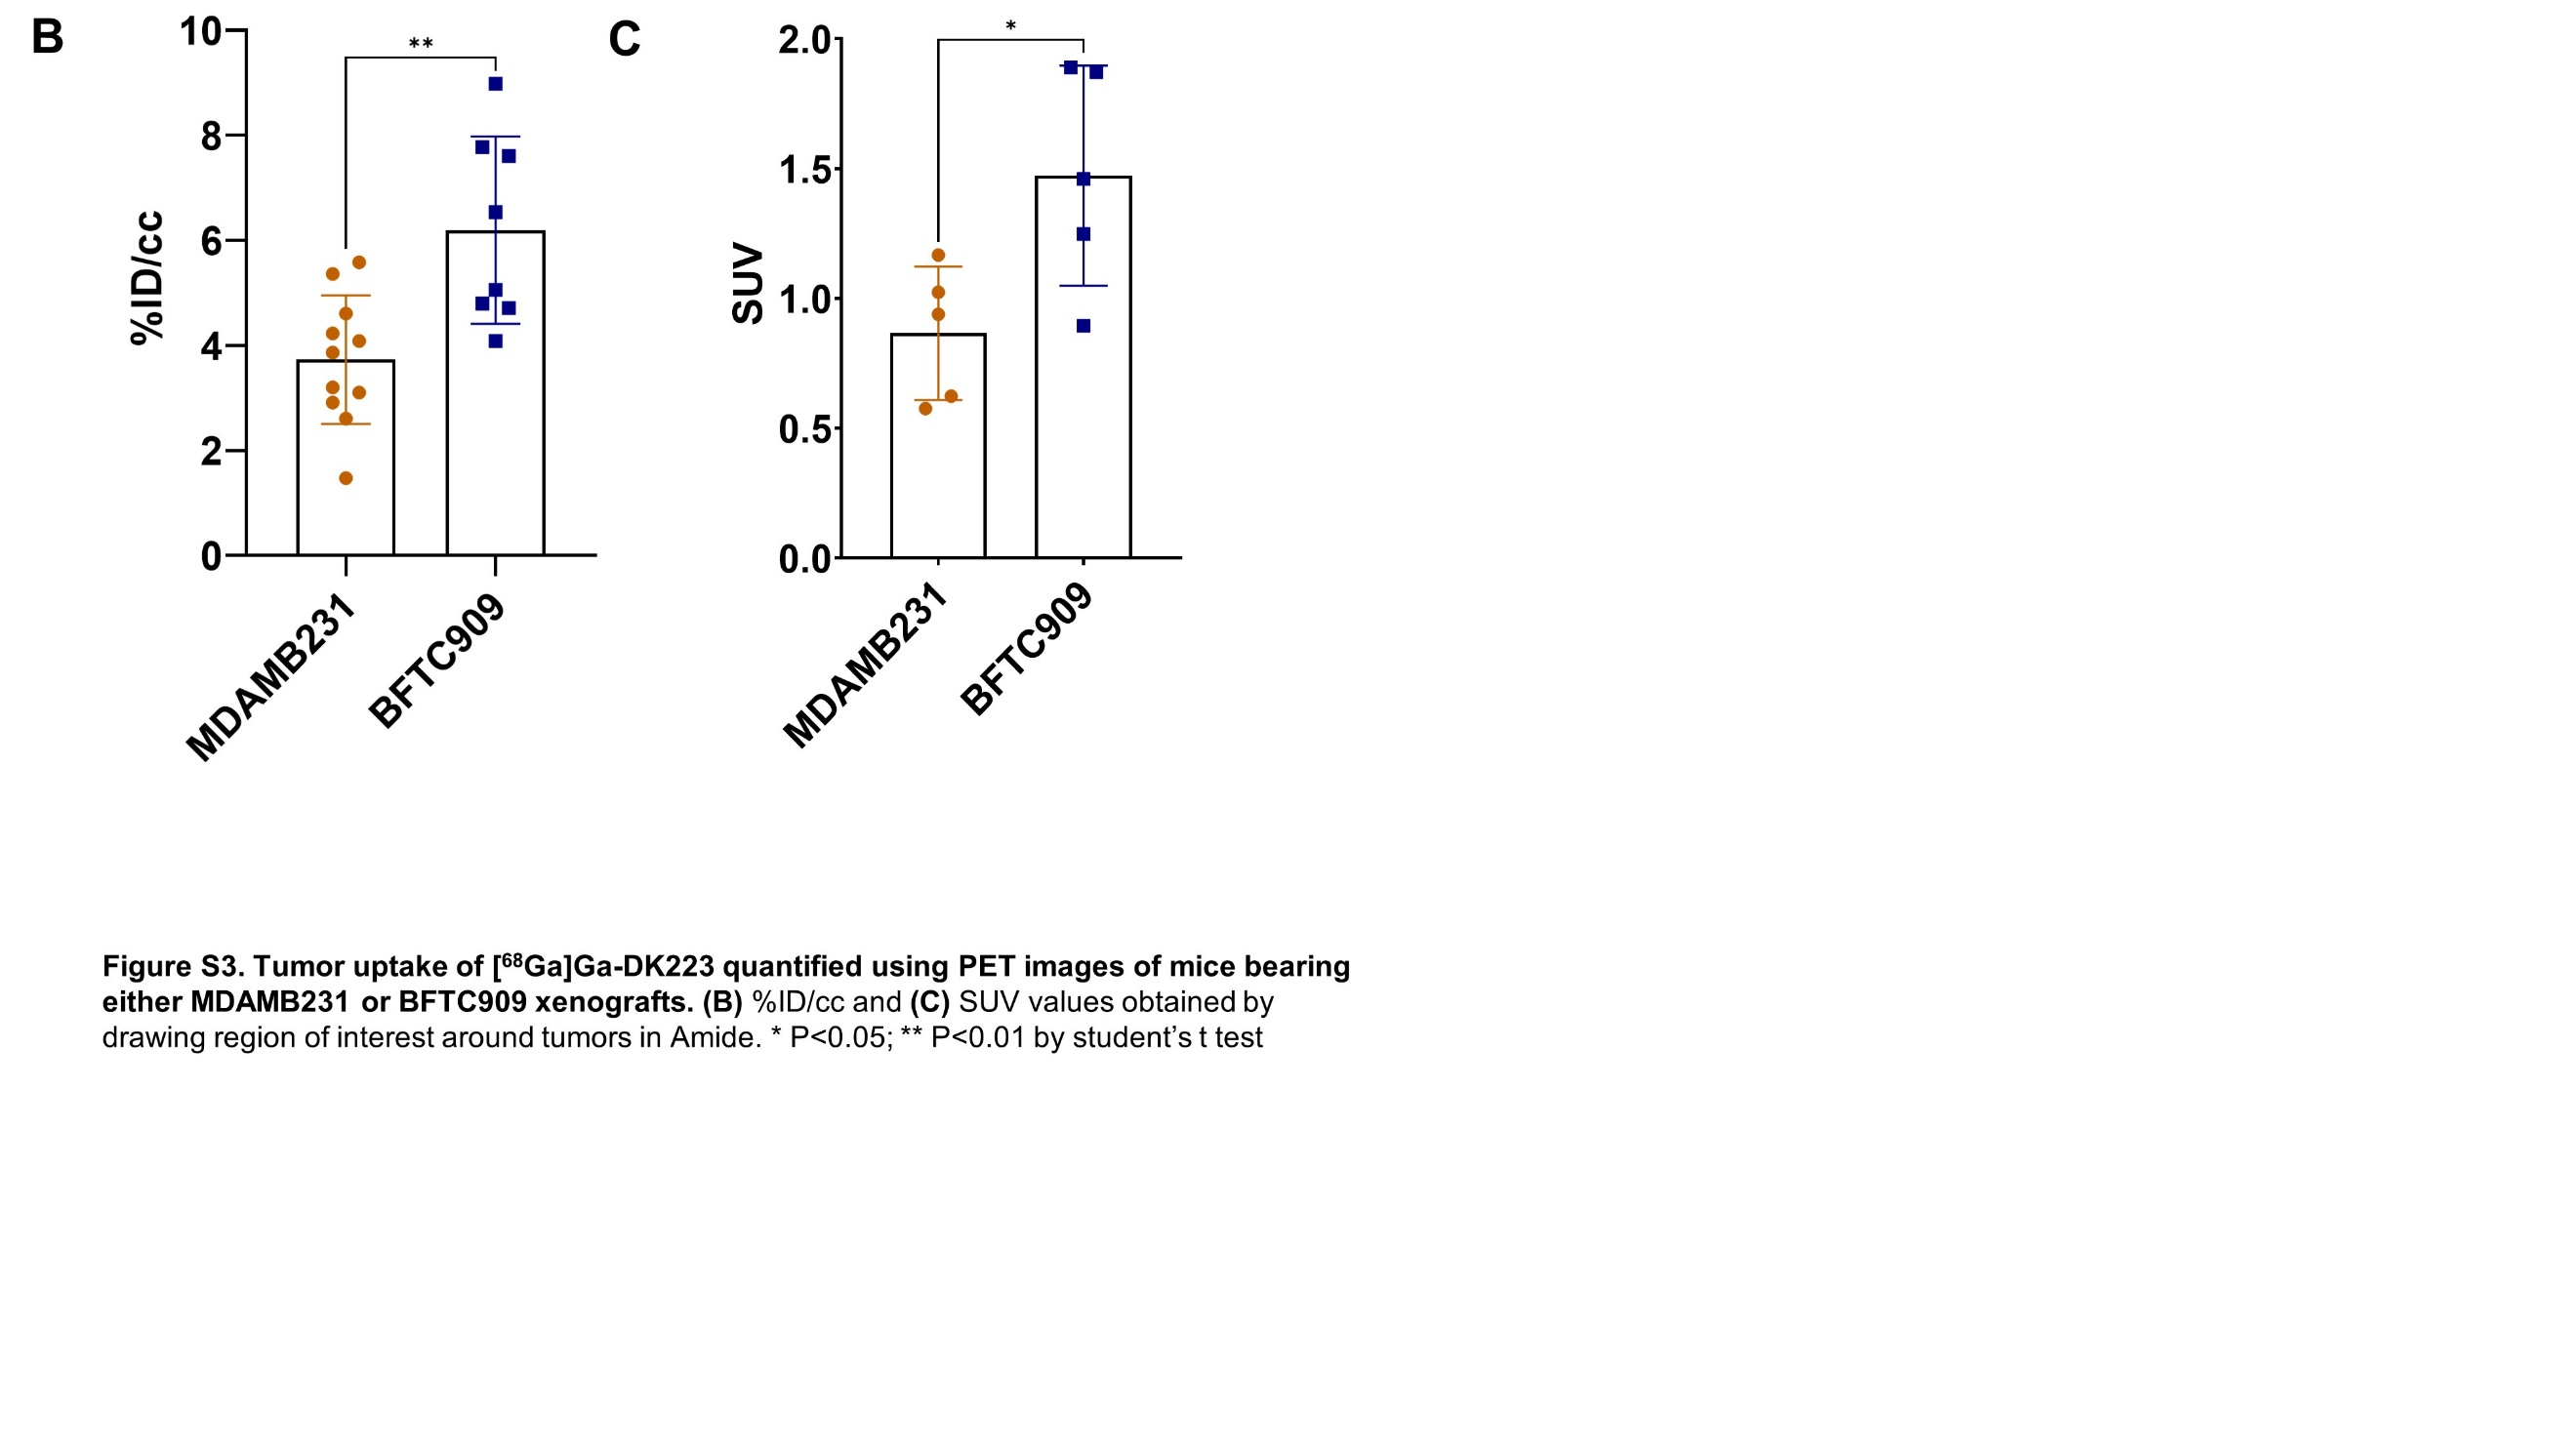 B
10
8
6
4
2
0
%ID/cc
**
MDAMB231
BFTC909
C
2.0
1.5
1.0
0.5
0.0
SUV
*
MDAMB231
BFTC909
Figure S3. Tumor uptake of [⁶⁸Ga]Ga-DK223 quantified using PET images of mice bearing
either MDAMB231 or BFTC909 xenografts. (B) %ID/cc and (C) SUV values obtained by
drawing region of interest around tumors in Amide. * P<0.05; ** P<0.01 by student’s t test